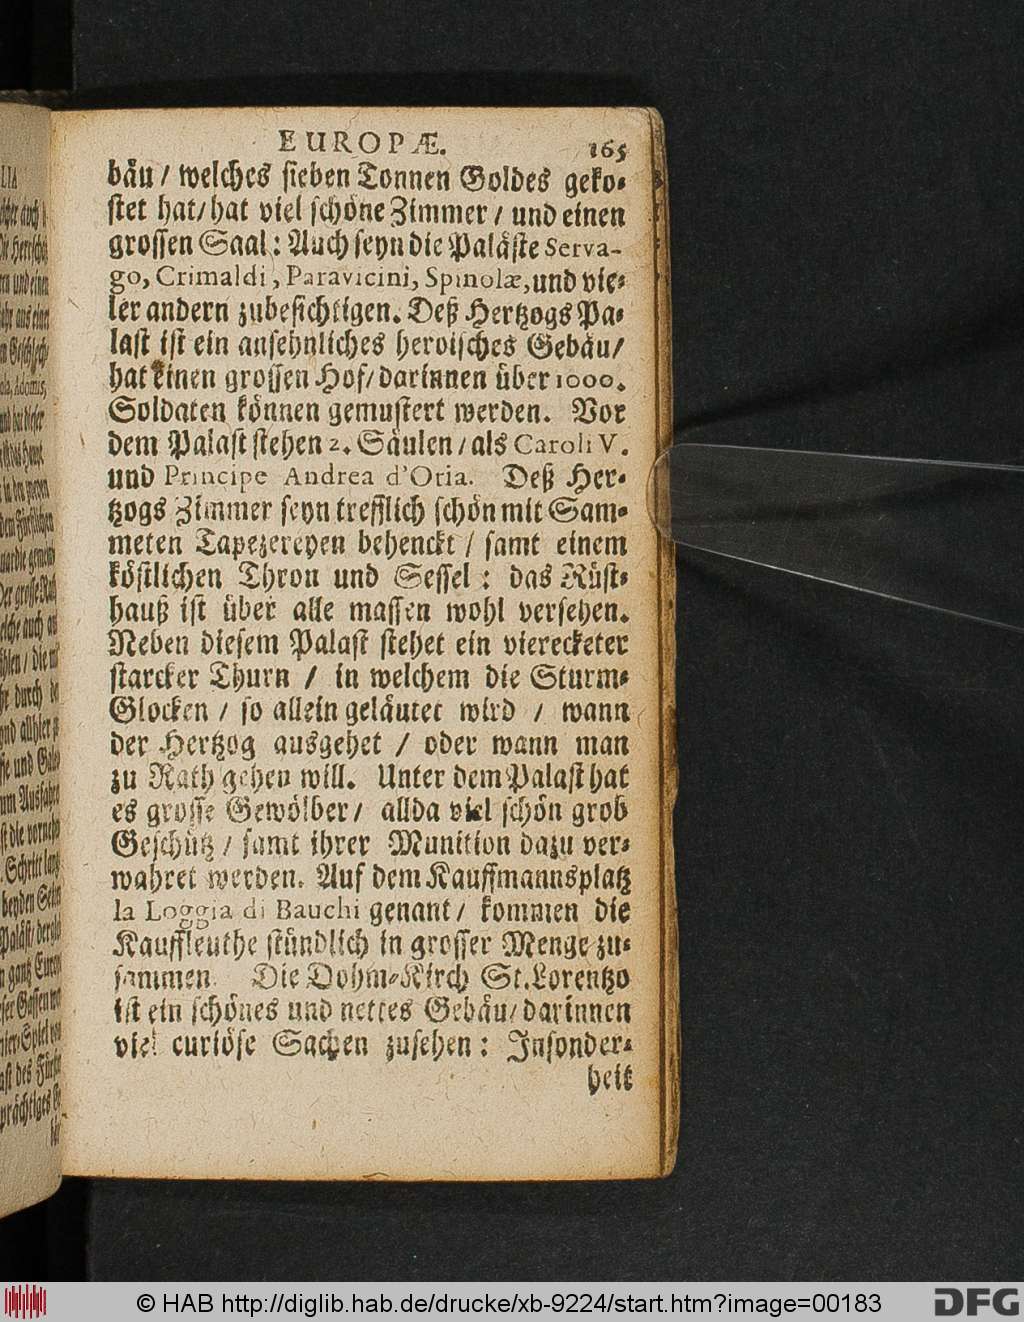 EUROPÆ. 165
bäu / welches sieben Tonnen Goldes geko-
stet hat/ hat viel schöne Zimmer / und einen
grossen Saal: Auch seyn die Paläste Serva-
go, Crimaldi, Paravicini, Spinolæ, und vie-
ler andern zubesichtigen. Deß Hertzogs Pa-
last ist ein ansehnliches heroisches Gebäu/
hat einen grossen Hof/ darinnen über 1000.
Soldaten können gemustert werden. Vor
dem Palast stehen 2. Säulen / als Caroli V.
und Principe Andrea d'Oria. Deß Her-
tzogs Zimmer seyn trefflich schön mit Sam-
meten Tapezereyen behenckt / samt einem
köstlichen Thron und Sessel: das Rüst-
hauß ist über alle massen wohl versehen.
Neben diesem Palast stehet ein vierecketer
starcker Thurn / in welchem die Sturm-
Glocken / so allein geläutet wird / wann
der Hertzog ausgehet / oder wann man
zu Rath gehen will. Unter dem Palast hat
es grosse Gewölber / allda viel schön grob
Geschütz / samt ihrer Munition dazu ver-
wahret werden. Auf dem Kauffmannsplatz
la Loggia di Bauchi genant / kommen die
Kauffleuthe stündlich in grosser Menge zu-
sammen. Die Dohm-Kirch St. Lorentzo
ist ein schönes und nettes Gebäu/ darinnen
viel curiöse Sachen zusehen: Insonder-
heit
© HAB http://diglib.hab.de/drucke/xb-9224/start.htm?image=00183
DFG